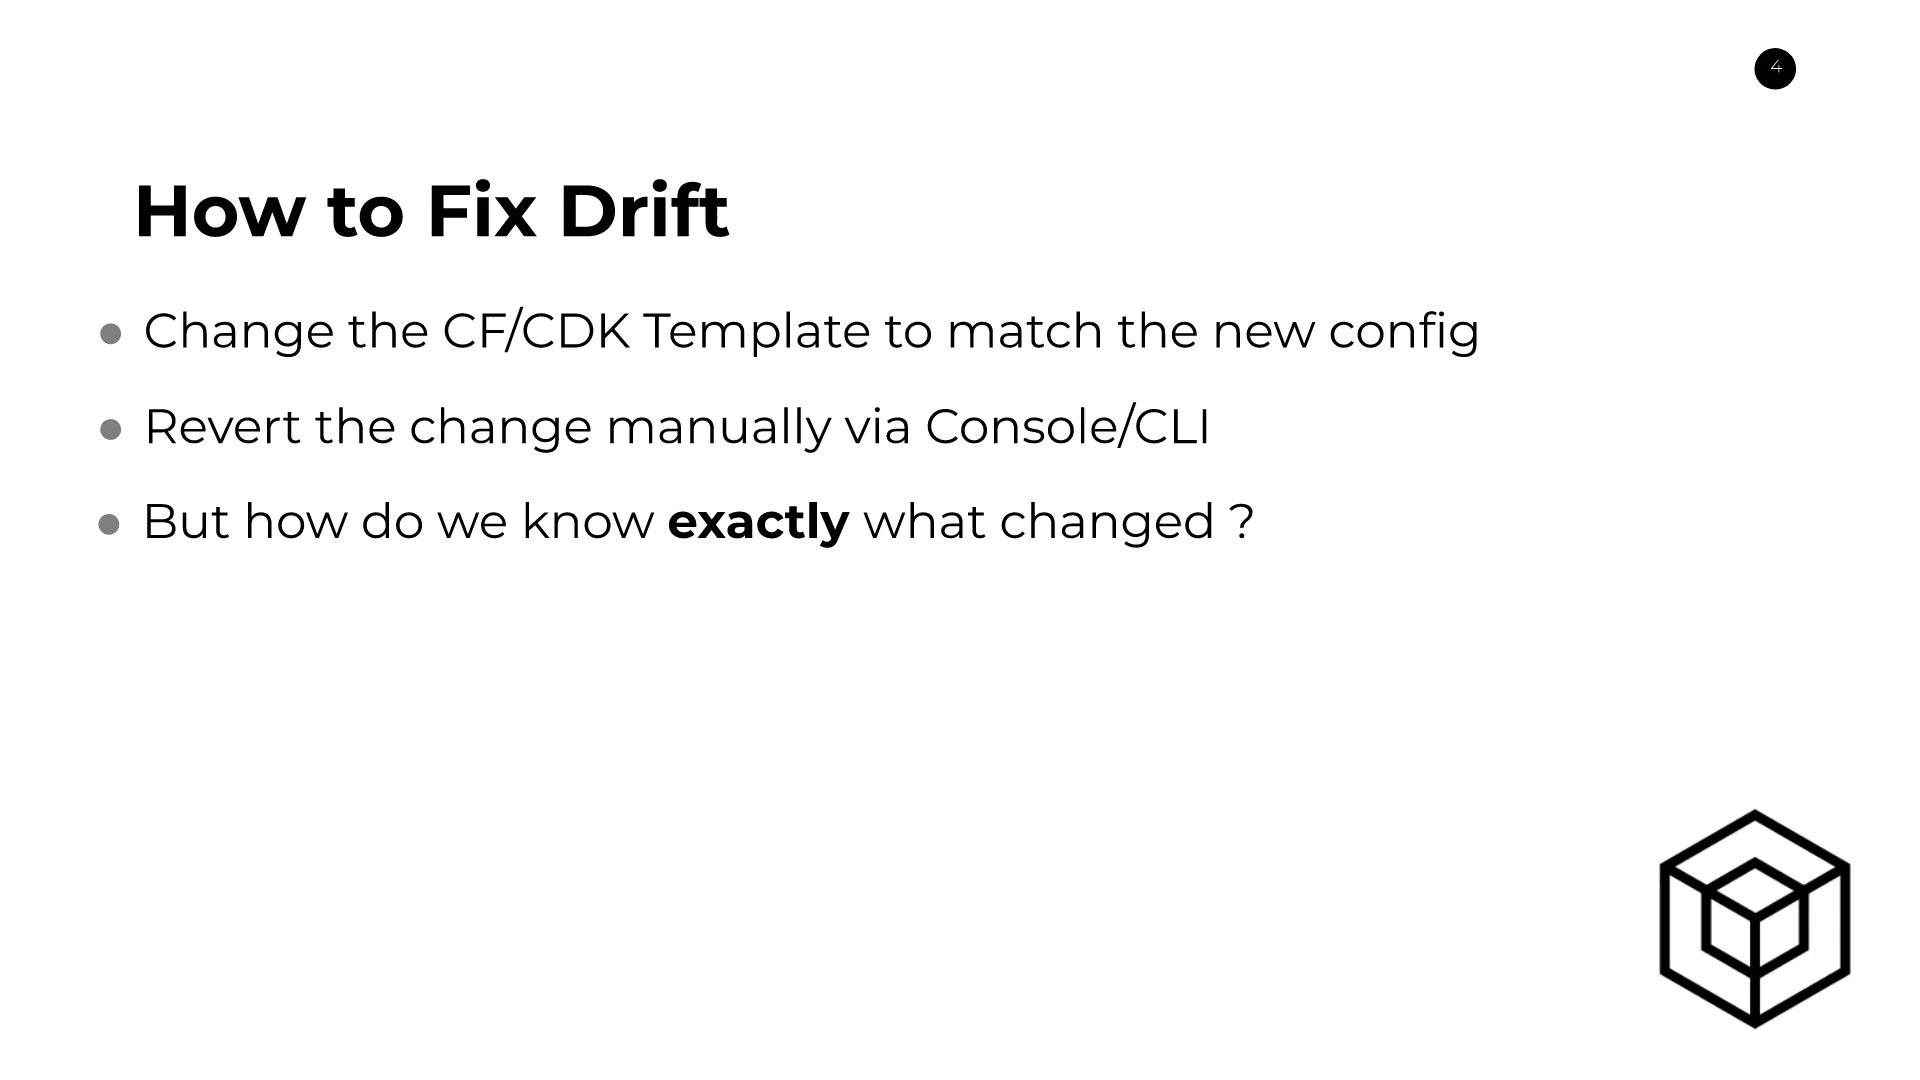 4
How to Fix Drift
Change the CF/CDK Template to match the new config
Revert the change manually via Console/CLI
But how do we know exactly what changed ?